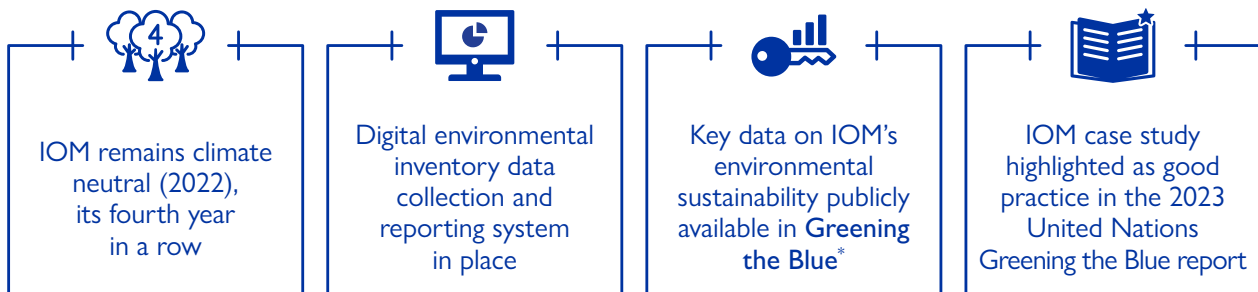 4
IOM remains climate
neutral (2022),
its fourth year
in a row
Digital environmental
inventory data
collection and
reporting system
in place
Key data on IOM’s
environmental
sustainability publicly
available in Greening
the Blue*
IOM case study
highlighted as good
practice in the 2023
United Nations
Greening the Blue report